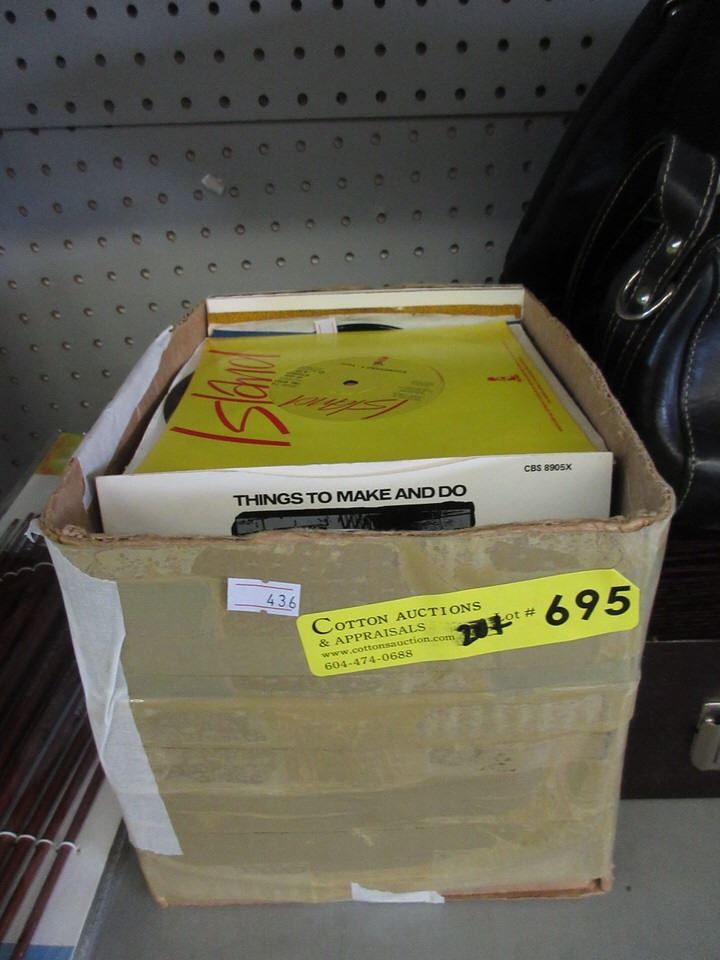 Island
Island
CBS 8905X
THINGS TO MAKE AND DO
436
COTTON AUCTIONS
& APPRAISALS
Lot # 695
www.cottonsauction.com
604-474-0688